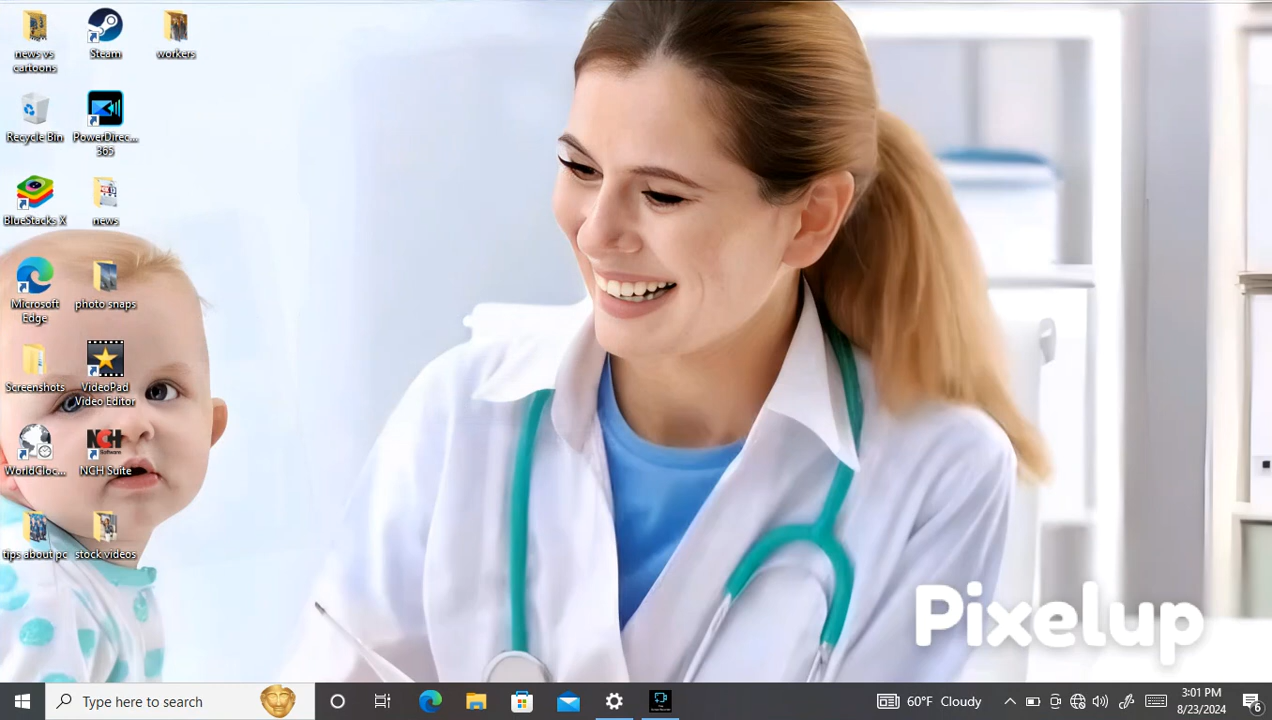 news vs
cartoons
Steam
workers
Recycle Bin
PowerDirec...
365
BlueStacks X
news
Microsoft
Edge
photo snaps
Screenshots
VideoPad
Video Editor
WorldCloc...
NCH
Software
NCH Suite
tips about pc
stock videos
Pixelup
Type here to search
60°F Cloudy
3:01 PM
8/23/2024
6